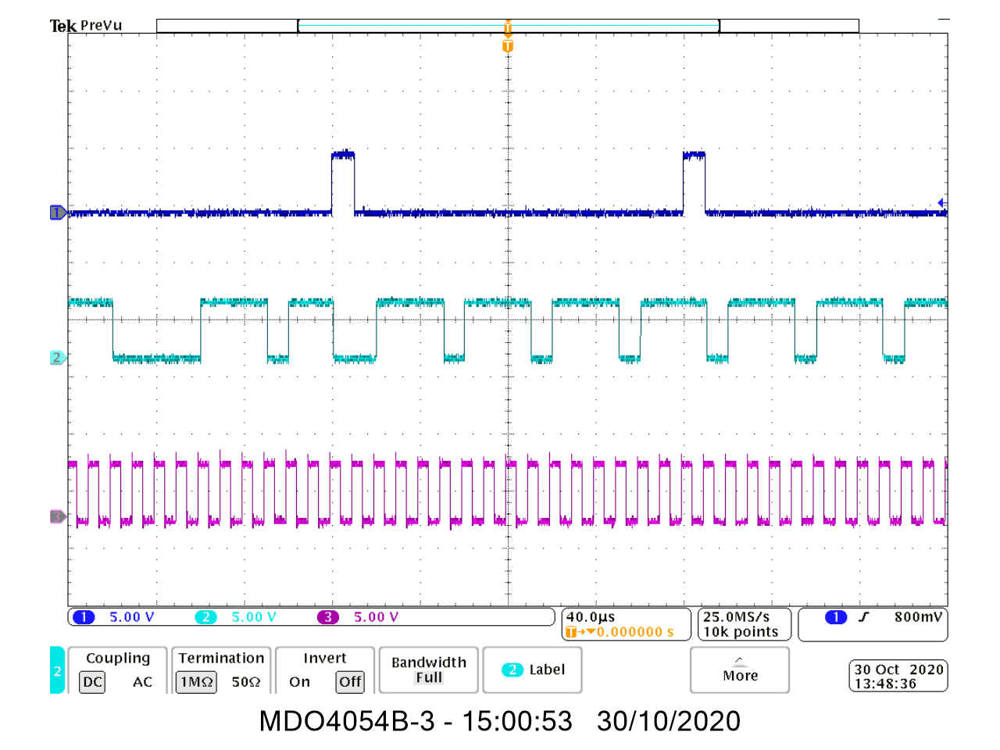 Tek PreVu
T
T
1
2
3
1 5.00 V 2 5.00 V 3 5.00 V
40.0µs
T→▼0.000000 s
25.0MS/s
10k points
1 ʃ 800mV
2
Coupling
DC AC
Termination
1MΩ 50Ω
Invert
On Off
Bandwidth
Full
2 Label
More
30 Oct 2020
13:48:36
MDO4054B-3 - 15:00:53 30/10/2020